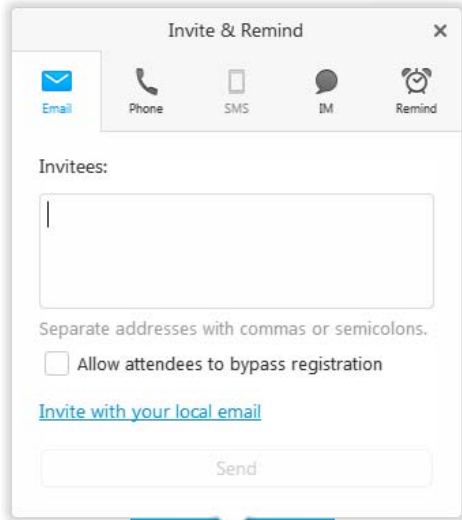 Invite & Remind
Email
Phone
SMS
IM
Remind
Invitees:
Separate addresses with commas or semicolons.
Allow attendees to bypass registration
Invite with your local email
Send